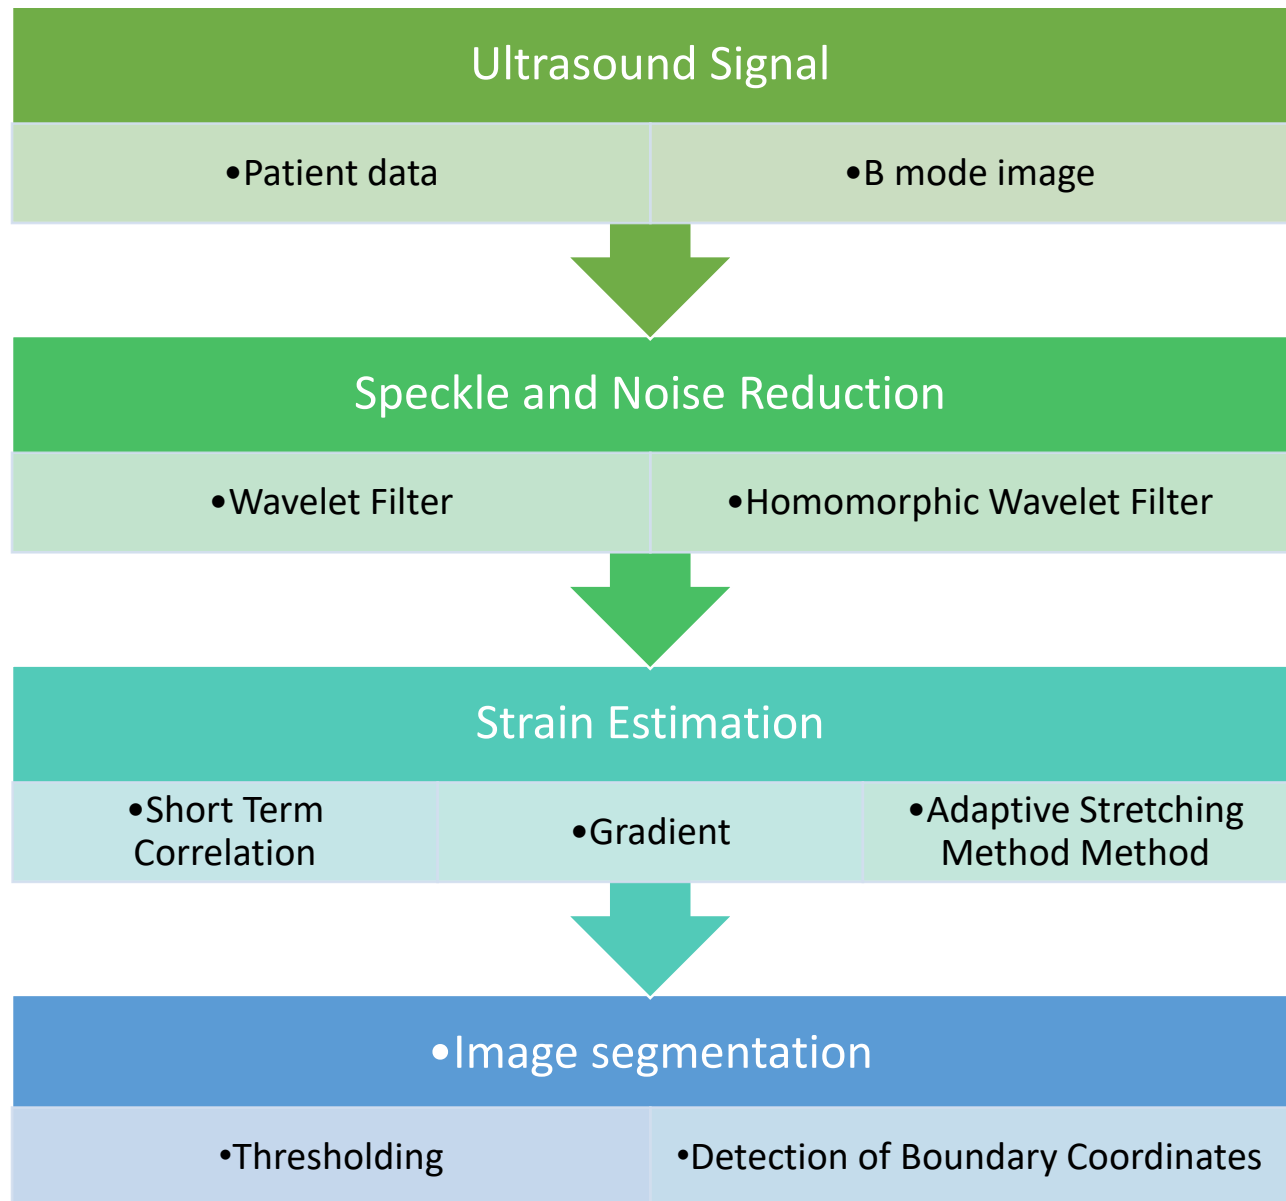 Ultrasound Signal
•Patient data
•B mode image
Speckle and Noise Reduction
•Wavelet Filter
•Homomorphic Wavelet Filter
Strain Estimation
•Short Term
Correlation
•Gradient
•Adaptive Stretching
Method Method
•Image segmentation
•Thresholding
•Detection of Boundary Coordinates